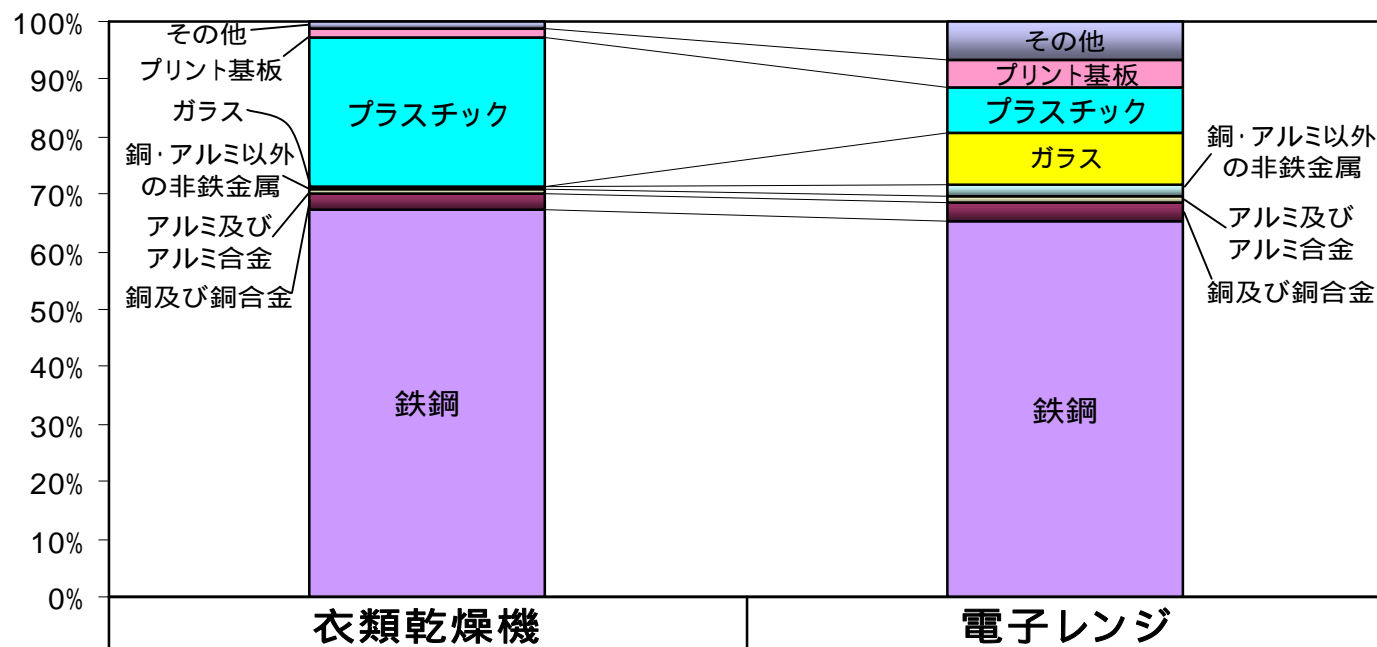 100%
90%
80%
70%
60%
50%
40%
30%
20%
10%
0%
その他
プリント基板
ガラス
銅・アルミ以外
の非鉄金属
アルミ及び
アルミ合金
銅及び銅合金
プラスチック
鉄鋼
その他
プリント基板
プラスチック
ガラス
鉄鋼
銅・アルミ以外
の非鉄金属
アルミ及び
アルミ合金
銅及び銅合金
衣類乾燥機
電子レンジ